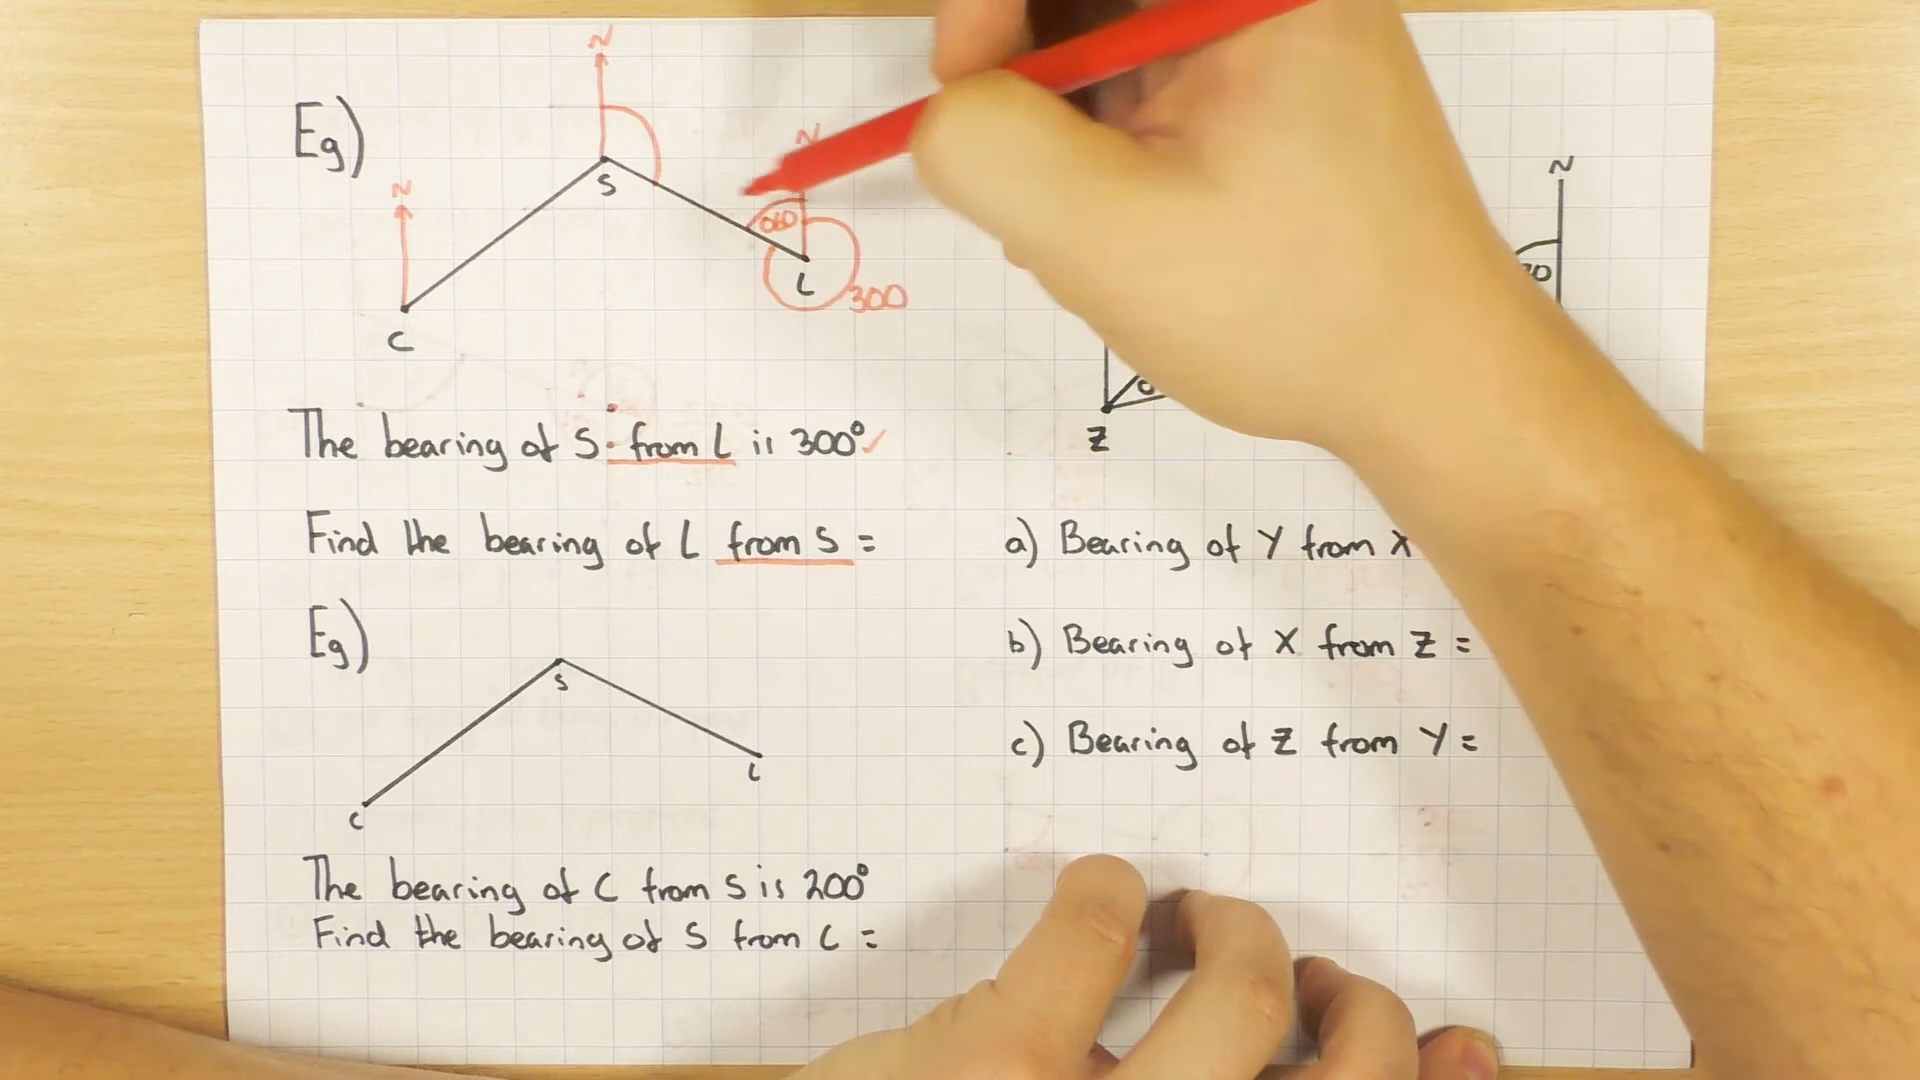 Eg)
N
N
N
S
060
L
300
C
The bearing of S from L is 300° ✓
Find the bearing of L from S =
Eg)
S
L
C
The bearing of C from S is 200°
Find the bearing of S from C =
N
Z
a) Bearing of Y from X
b) Bearing of X from Z =
c) Bearing of Z from Y =